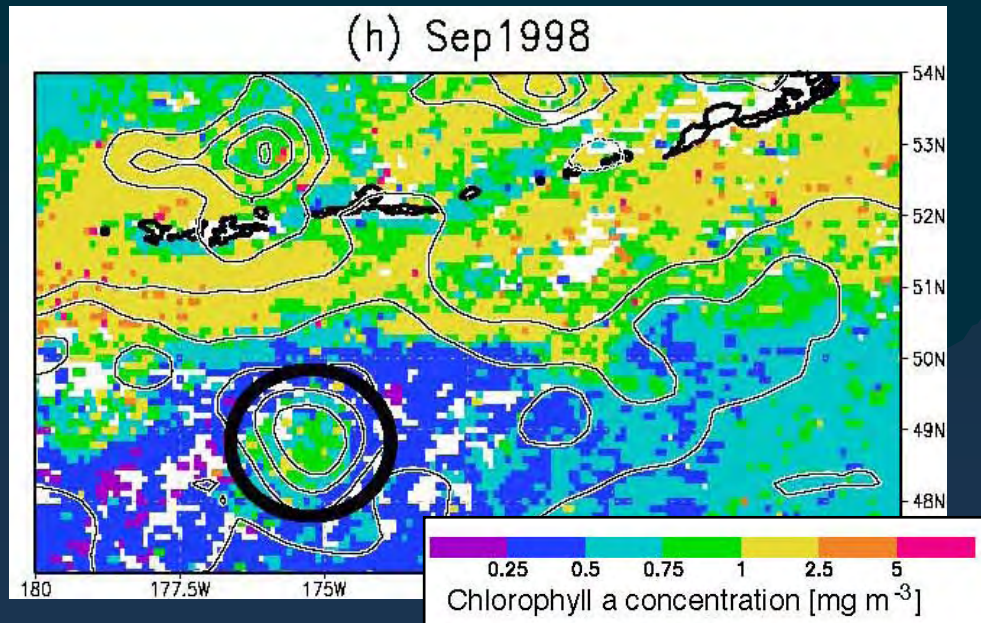 (h) Sep1998
54N
53N
52N
51N
50N
49N
48N
180 177.5W 175W
0.25 0.5 0.75 1 2.5 5
Chlorophyll a concentration [mg m⁻³]